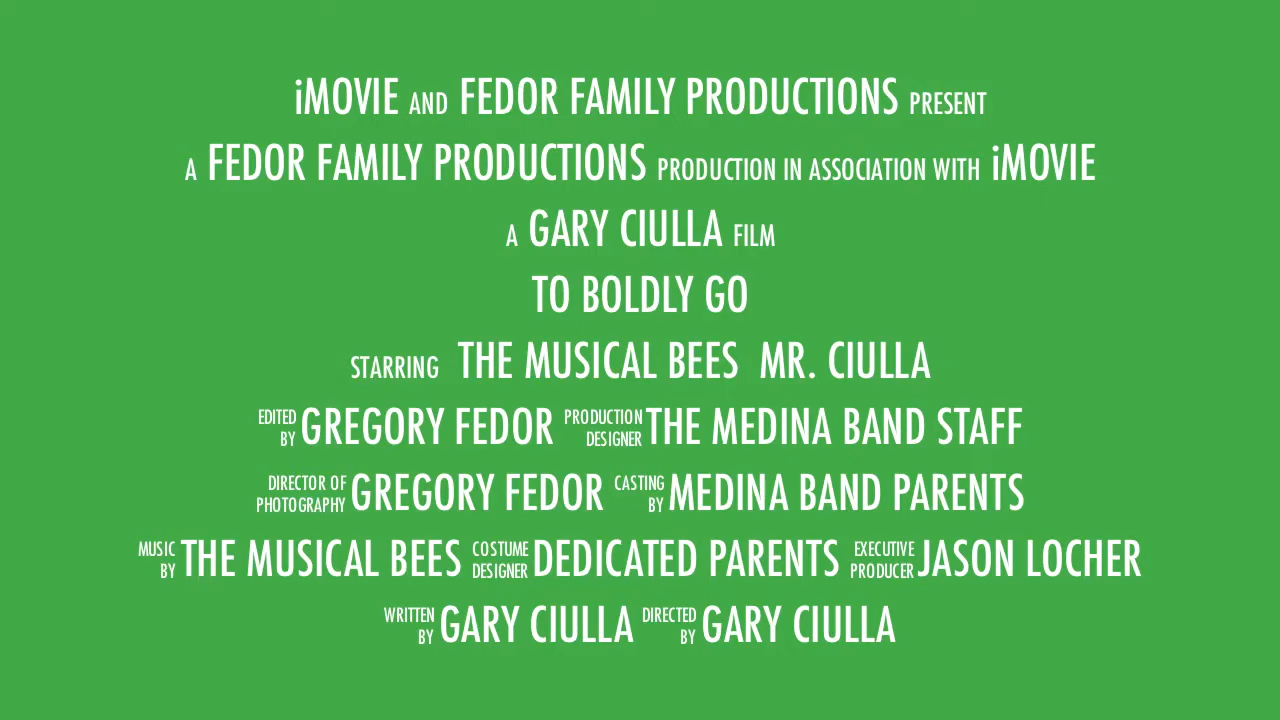 iMOVIE AND FEDOR FAMILY PRODUCTIONS PRESENT
A FEDOR FAMILY PRODUCTIONS PRODUCTION IN ASSOCIATION WITH iMOVIE
A GARY CIULLA FILM
TO BOLDLY GO
STARRING THE MUSICAL BEES MR. CIULLA
EDITED BY GREGORY FEDOR PRODUCTION DESIGNER THE MEDINA BAND STAFF
DIRECTOR OF PHOTOGRAPHY GREGORY FEDOR CASTING BY MEDINA BAND PARENTS
MUSIC BY THE MUSICAL BEES COSTUME DESIGNER DEDICATED PARENTS EXECUTIVE PRODUCER JASON LOCHER
WRITTEN BY GARY CIULLA DIRECTED BY GARY CIULLA